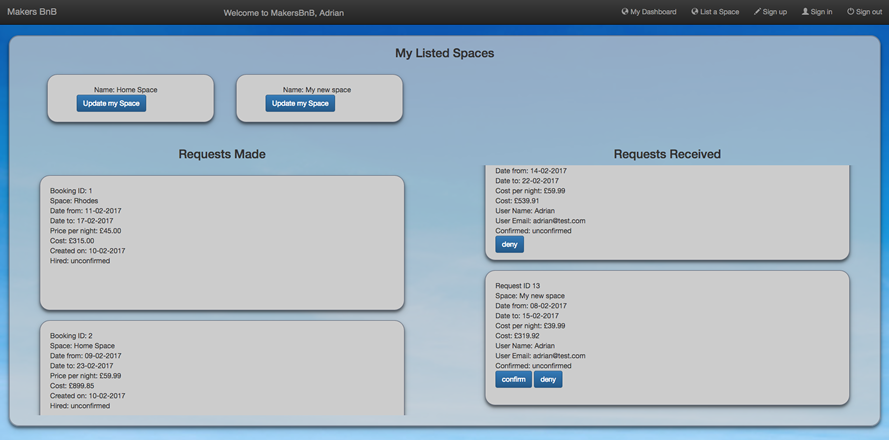 Makers BnB
Welcome to MakersBnB, Adrian
My Dashboard
List a Space
Sign up
Sign in
Sign out
My Listed Spaces
Name: Home Space
Update my Space
Name: My new space
Update my Space
Requests Made
Booking ID: 1
Space: Rhodes
Date from: 11-02-2017
Date to: 17-02-2017
Price per night: £45.00
Cost: £315.00
Created on: 10-02-2017
Hired: unconfirmed
Booking ID: 2
Space: Home Space
Date from: 09-02-2017
Date to: 23-02-2017
Price per night: £59.99
Cost: £899.85
Created on: 10-02-2017
Hired: unconfirmed
Requests Received
Date from: 14-02-2017
Date to: 22-02-2017
Cost per night: £59.99
Cost: £539.91
User Name: Adrian
User Email: adrian@test.com
Confirmed: unconfirmed
deny
Request ID 13
Space: My new space
Date from: 08-02-2017
Date to: 15-02-2017
Cost per night: £39.99
Cost: £319.92
User Name: Adrian
User Email: adrian@test.com
Confirmed: unconfirmed
confirm deny